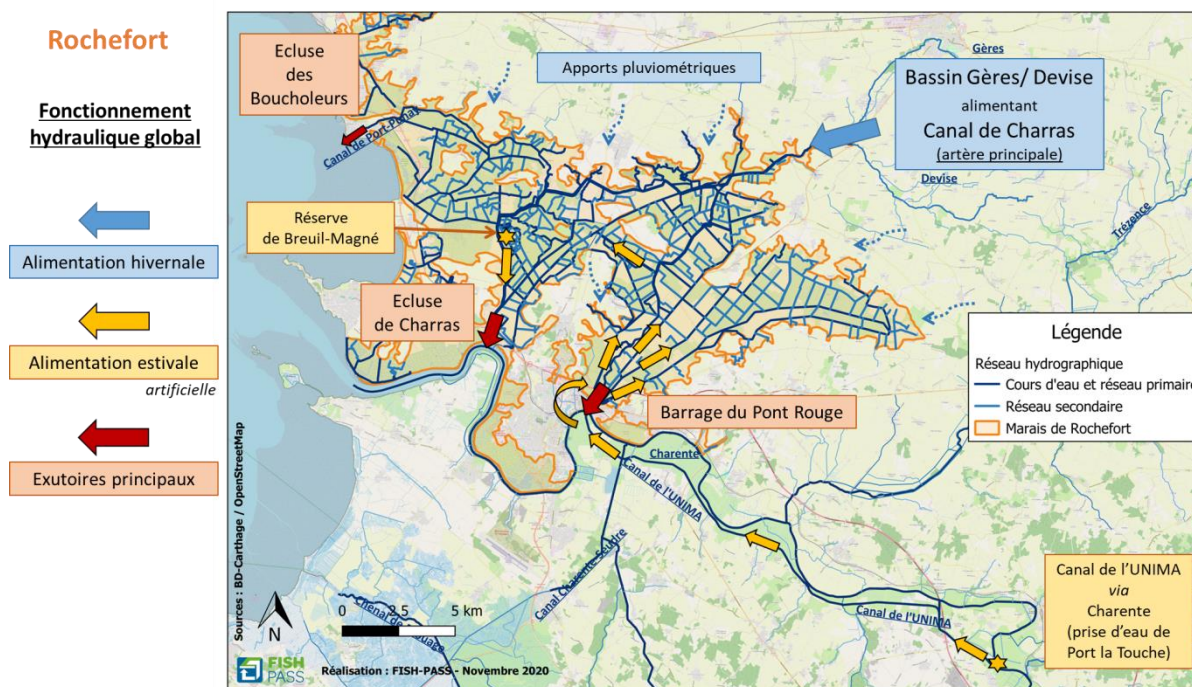 Rochefort
Fonctionnement
hydraulique global
Alimentation hivernale
Alimentation estivale
artificielle
Exutoires principaux
Ecluse
des
Boucholeurs
Canal de Port-Punay
Apports pluviométriques
Gères
Bassin Gères/ Devise
alimentant
Canal de Charras
(artère principale)
Devise
Trézance
Réserve
de Breuil-Magné
Ecluse
de Charras
Barrage du Pont Rouge
Charente
Canal de l'UNIMA
Canal Charente-Seudre
Canal de l'UNIMA
Légende
Réseau hydrographique
Cours d'eau et réseau primaire
Réseau secondaire
Marais de Rochefort
Canal de l’UNIMA
via
Charente
(prise d’eau de
Port la Touche)
Sources : BD-Carthage / OpenStreetMap
N
0 2.5 5 km
FISH
PASS
Réalisation : FISH-PASS - Novembre 2020